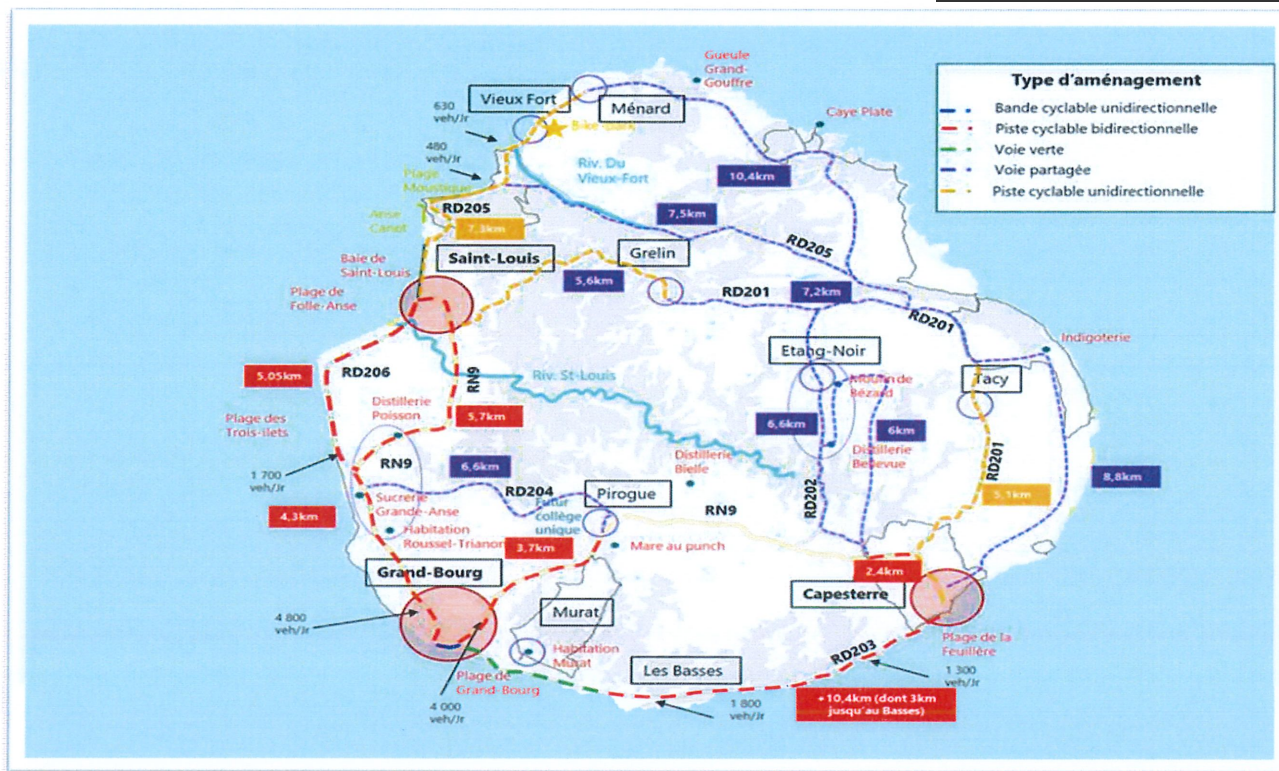 Gueule
Grand-
Gouffre
Type d'aménagement
Bande cyclable unidirectionnelle
Piste cyclable bidirectionnelle
Voie verte
Voie partagée
Piste cyclable unidirectionnelle
Vieux Fort
Ménard
630
veh/Jr
Bike-park
Caye Plate
480
veh/Jr
Plage
Moustique
Riv. Du
Vieux-Fort
10,4km
Anse
Canot
RD205
7,3km
7,5km
RD205
Baie de
Saint-Louis
Saint-Louis
Grelin
Plage de
Folle-Anse
5,6km
RD201
7,2km
RD201
Indigoterie
Etang-Noir
5,05km
RD206
RN9
Riv. St-Louis
Moulin de
Bézard
Tacy
Distillerie
Poisson
5,7km
Plage des
Trois-Ilets
6,6km
6km
RN9
6,6km
Distillerie
Bielle
Distillerie
Bellevue
RD201
8,8km
1 700
veh/Jr
RD204
Pirogue
RD202
5,1km
Sucrerie
Grande-Anse
Futur
collège
unique
RN9
4,3km
Habitation
Roussel-Trianon
3,7km
Mare au punch
2,4km
Grand-Bourg
Capesterre
Murat
4 800
veh/Jr
Habitation
Murat
RD203
Plage de la
Feuillère
Les Basses
1 300
veh/Jr
Plage de
Grand-Bourg
4 000
veh/Jr
1 800
veh/Jr
+10,4km (dont 3km
jusqu'au Basses)